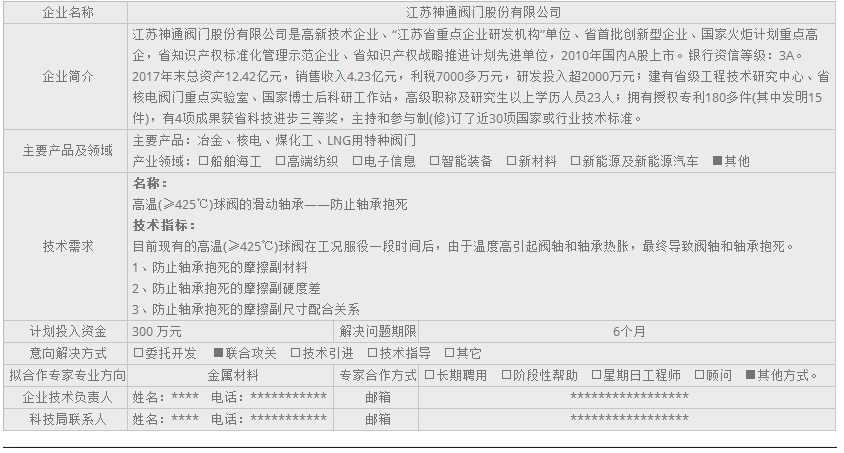 企业名称 江苏神通阀门股份有限公司
江苏神通阀门股份有限公司是高新技术企业、“江苏省重点企业研发机构”单位、省首批创新型企业、国家火炬计划重点高
企，省知识产权标准化管理示范企业、省知识产权战略推进计划先进单位，2010年国内A股上市。银行资信等级：3A。
企业简介 2017年末总资产12.42亿元，销售收入4.23亿元，利税7000多万元，研发投入超2000万元；建有省级工程技术研究中心、省
核电阀门重点实验室、国家博士后科研工作站，高级职称及研究生以上学历人员23人；拥有授权专利180多件(其中发明15
件)，有4项成果获省科技进步三等奖，主持和参与制(修)订了近30项国家或行业技术标准。
主要产品及领域 主要产品：冶金、核电、煤化工、LNG用特种阀门
产业领域：□船舶海工 □高端纺织 □电子信息 □智能装备 □新材料 □新能源及新能源汽车 ■其他
名称：
高温(≥425℃)球阀的滑动轴承——防止轴承抱死
技术指标：
技术需求 目前现有的高温(≥425℃)球阀在工况服役一段时间后，由于温度高引起阀轴和轴承热胀，最终导致阀轴和轴承抱死。
1、防止轴承抱死的摩擦副材料
2、防止轴承抱死的摩擦副硬度差
3、防止轴承抱死的摩擦副尺寸配合关系
计划投入资金 300 万元 解决问题期限 6个月
意向解决方式 □委托开发 ■联合攻关 □技术引进 □技术指导 □其它
拟合作专家专业方向 金属材料 专家合作方式 □长期聘用 □阶段性帮助 □星期日工程师 □顾问 ■其他方式。
企业技术负责人 姓名：**** 电话：*********** 邮箱 *****************
科技局联系人 姓名：**** 电话：*********** 邮箱 *****************